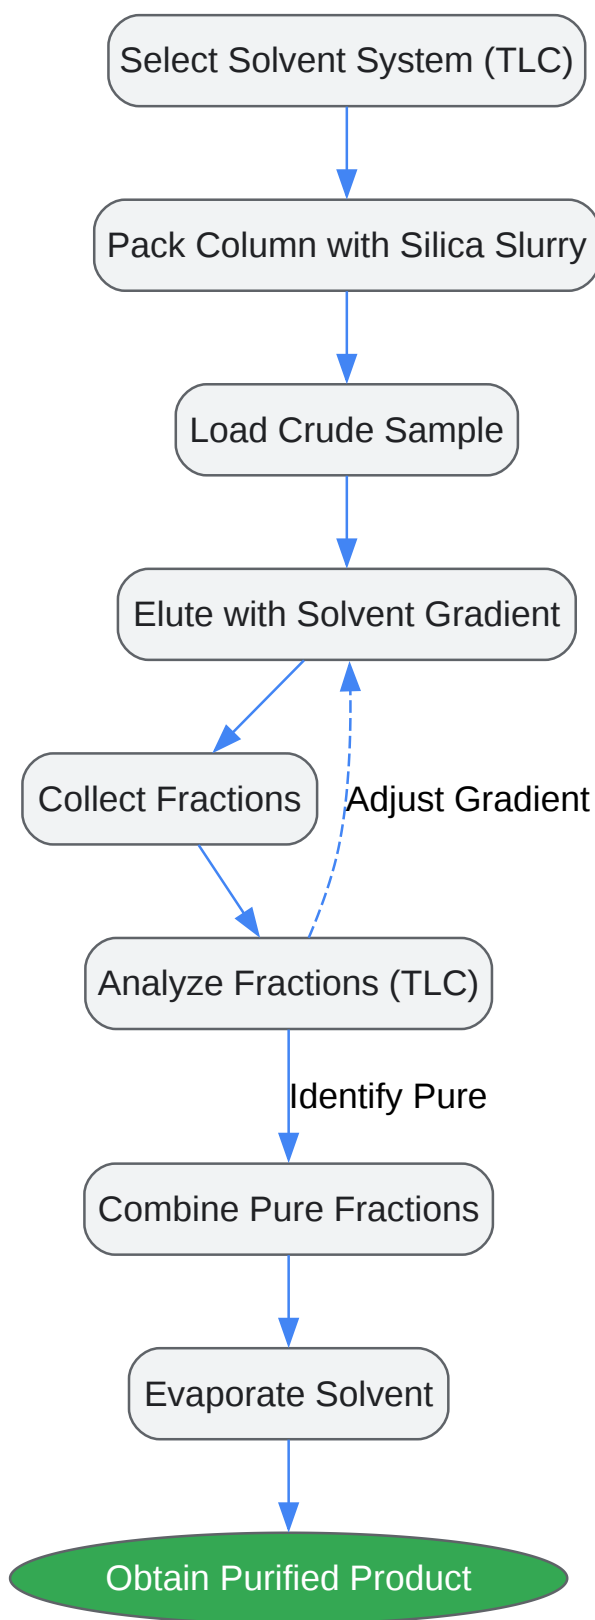 Select Solvent System (TLC)
Pack Column with Silica Slurry
Load Crude Sample
Elute with Solvent Gradient
Collect Fractions
Adjust Gradient
Analyze Fractions (TLC)
Identify Pure
Combine Pure Fractions
Evaporate Solvent
Obtain Purified Product